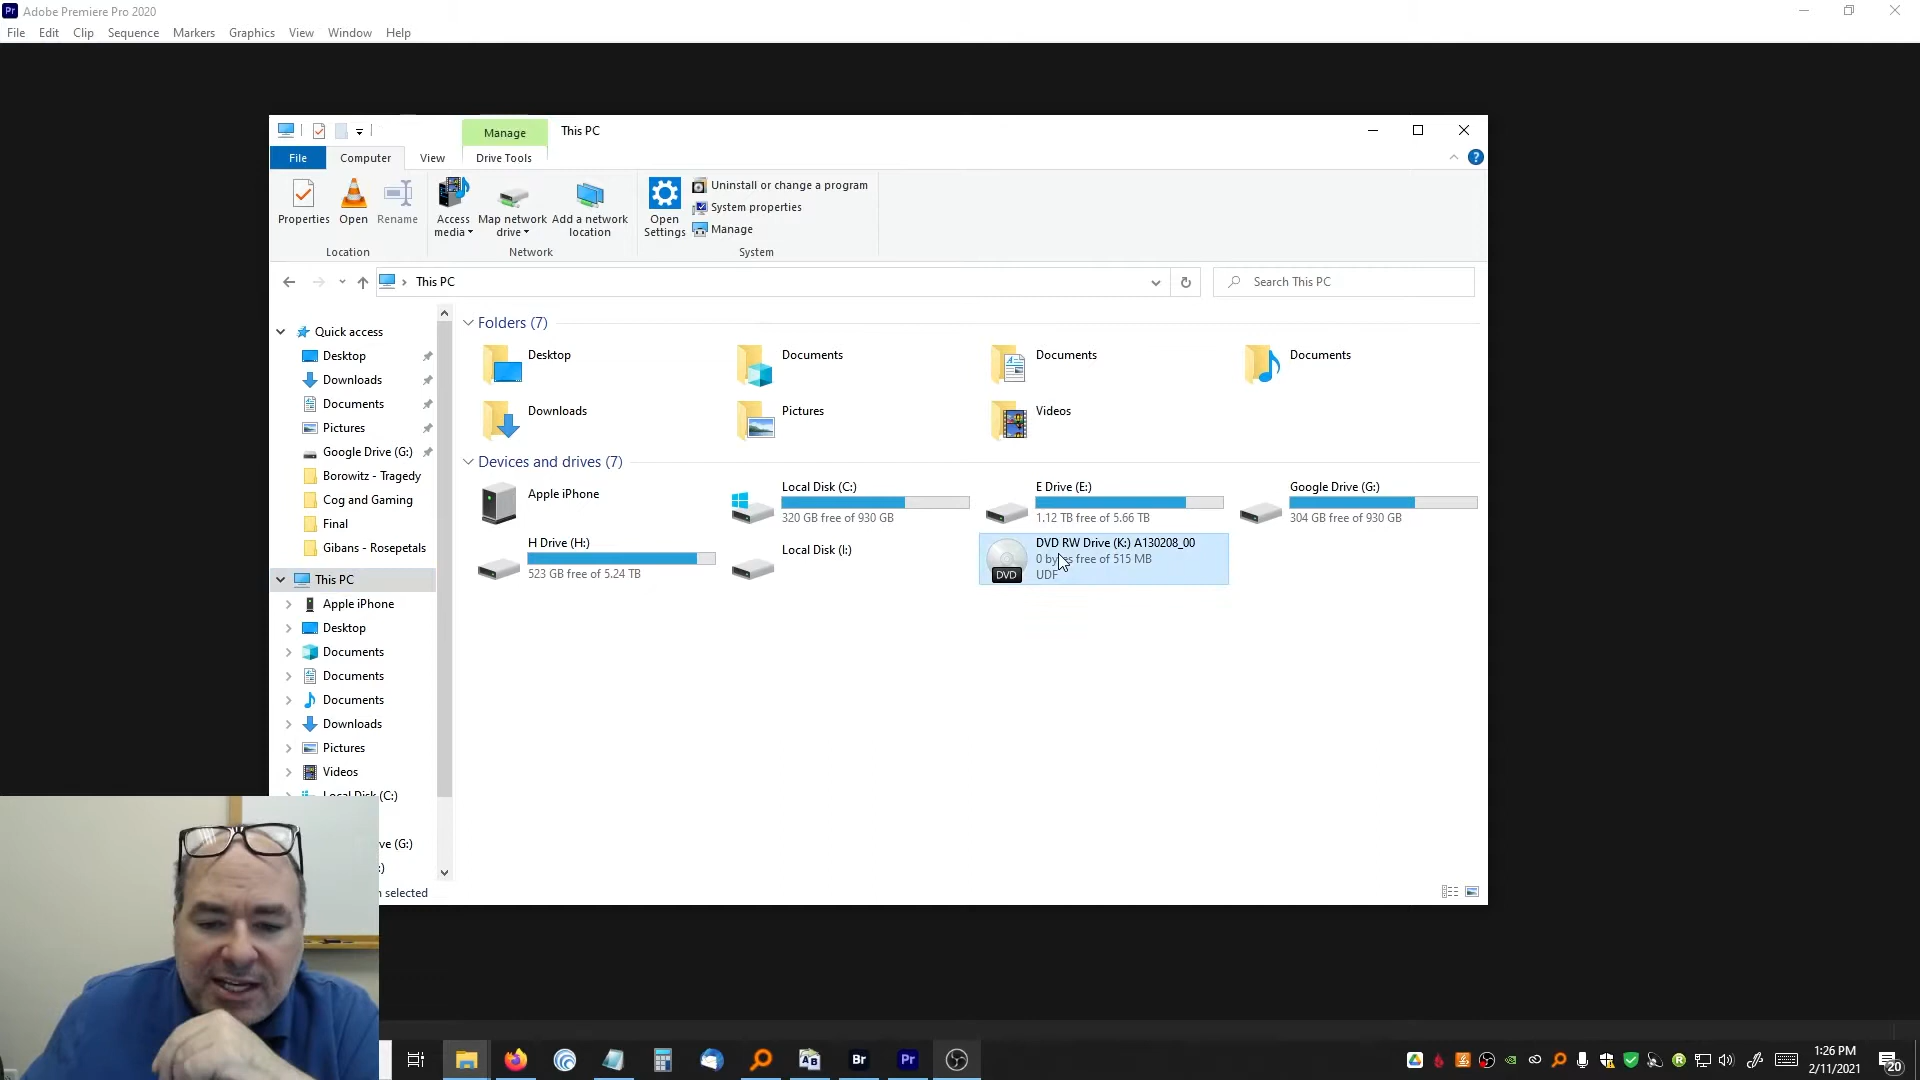 Pr Adobe Premiere Pro 2020
File Edit Clip Sequence Markers Graphics View Window Help
Manage This PC
File Computer View Drive Tools
Properties Open Rename Access media Map network drive Add a network location Open Settings
Uninstall or change a program
System properties
Manage
Location Network System
This PC
Search This PC
Quick access
Desktop
Downloads
Documents
Pictures
Google Drive (G:)
Borowitz - Tragedy
Cog and Gaming
Final
Gibans - Rosepetals
This PC
Apple iPhone
Desktop
Documents
Documents
Documents
Downloads
Pictures
Videos
Local Disk (C:)
ve (G:)
:)
selected
Folders (7)
Desktop Documents Documents Documents
Downloads Pictures Videos
Devices and drives (7)
Apple iPhone
Local Disk (C:)
320 GB free of 930 GB
E Drive (E:)
1.12 TB free of 5.66 TB
Google Drive (G:)
304 GB free of 930 GB
H Drive (H:)
523 GB free of 5.24 TB
Local Disk (I:)
DVD RW Drive (K:) A130208_00
0 bytes free of 515 MB
UDF
DVD
Br Pr
1:26 PM
2/11/2021
20